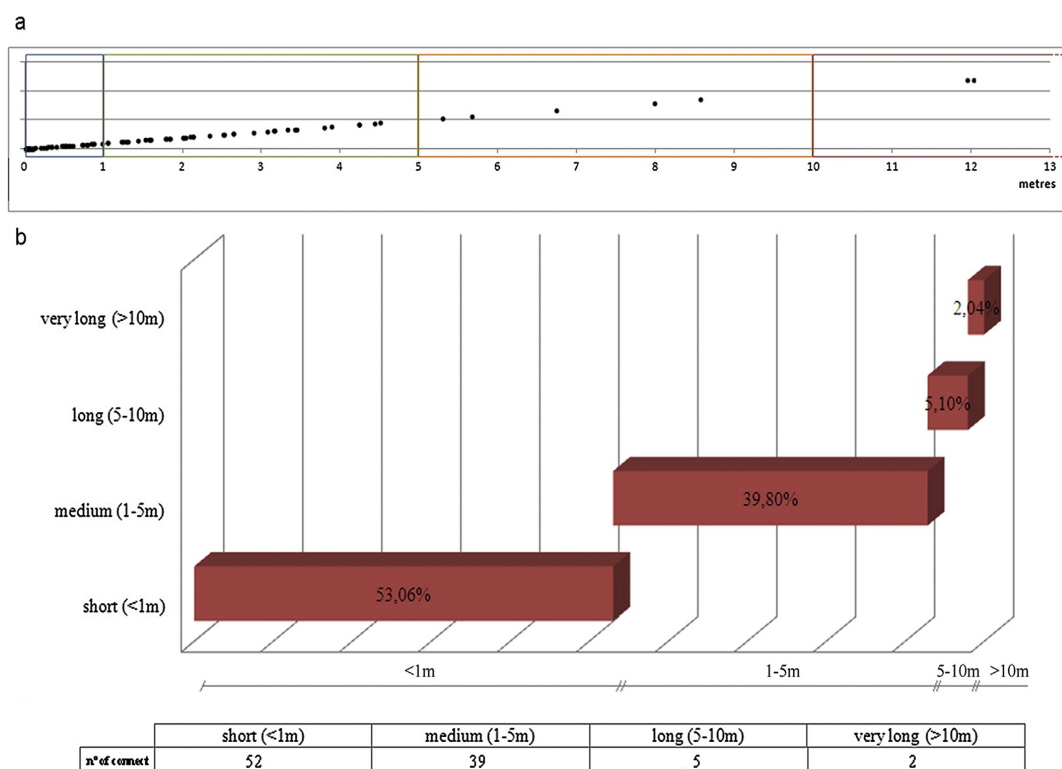 a
0 1 2 3 4 5 6 7 8 9 10 11 12 13
metres
b
very long (>10m)
2,04%
long (5-10m)
5,10%
medium (1-5m)
39,80%
short (<1m)
53,06%
<1m 1-5m 5-10m >10m
short (<1m) medium (1-5m) long (5-10m) very long (>10m)
n° of connect 52 39 5 2